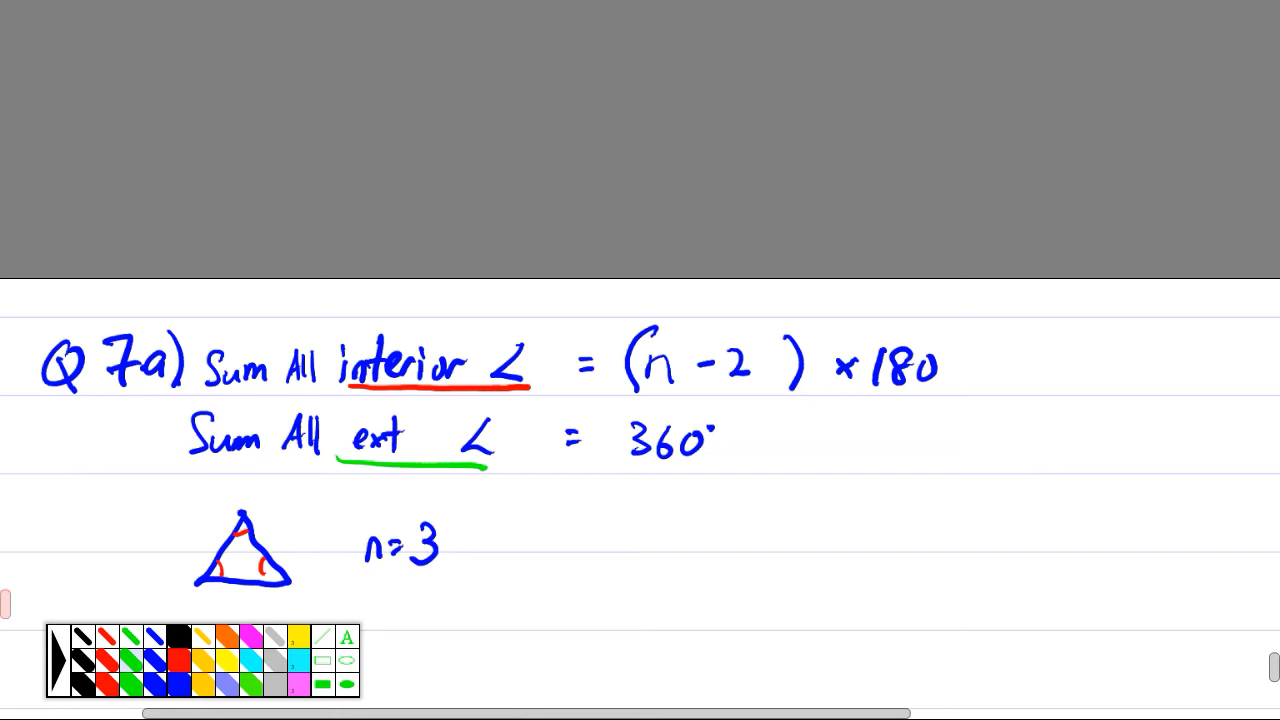 Q 7a) Sum All interior ∠ = (n - 2) × 180
Sum All ext ∠ = 360°
n = 3
A